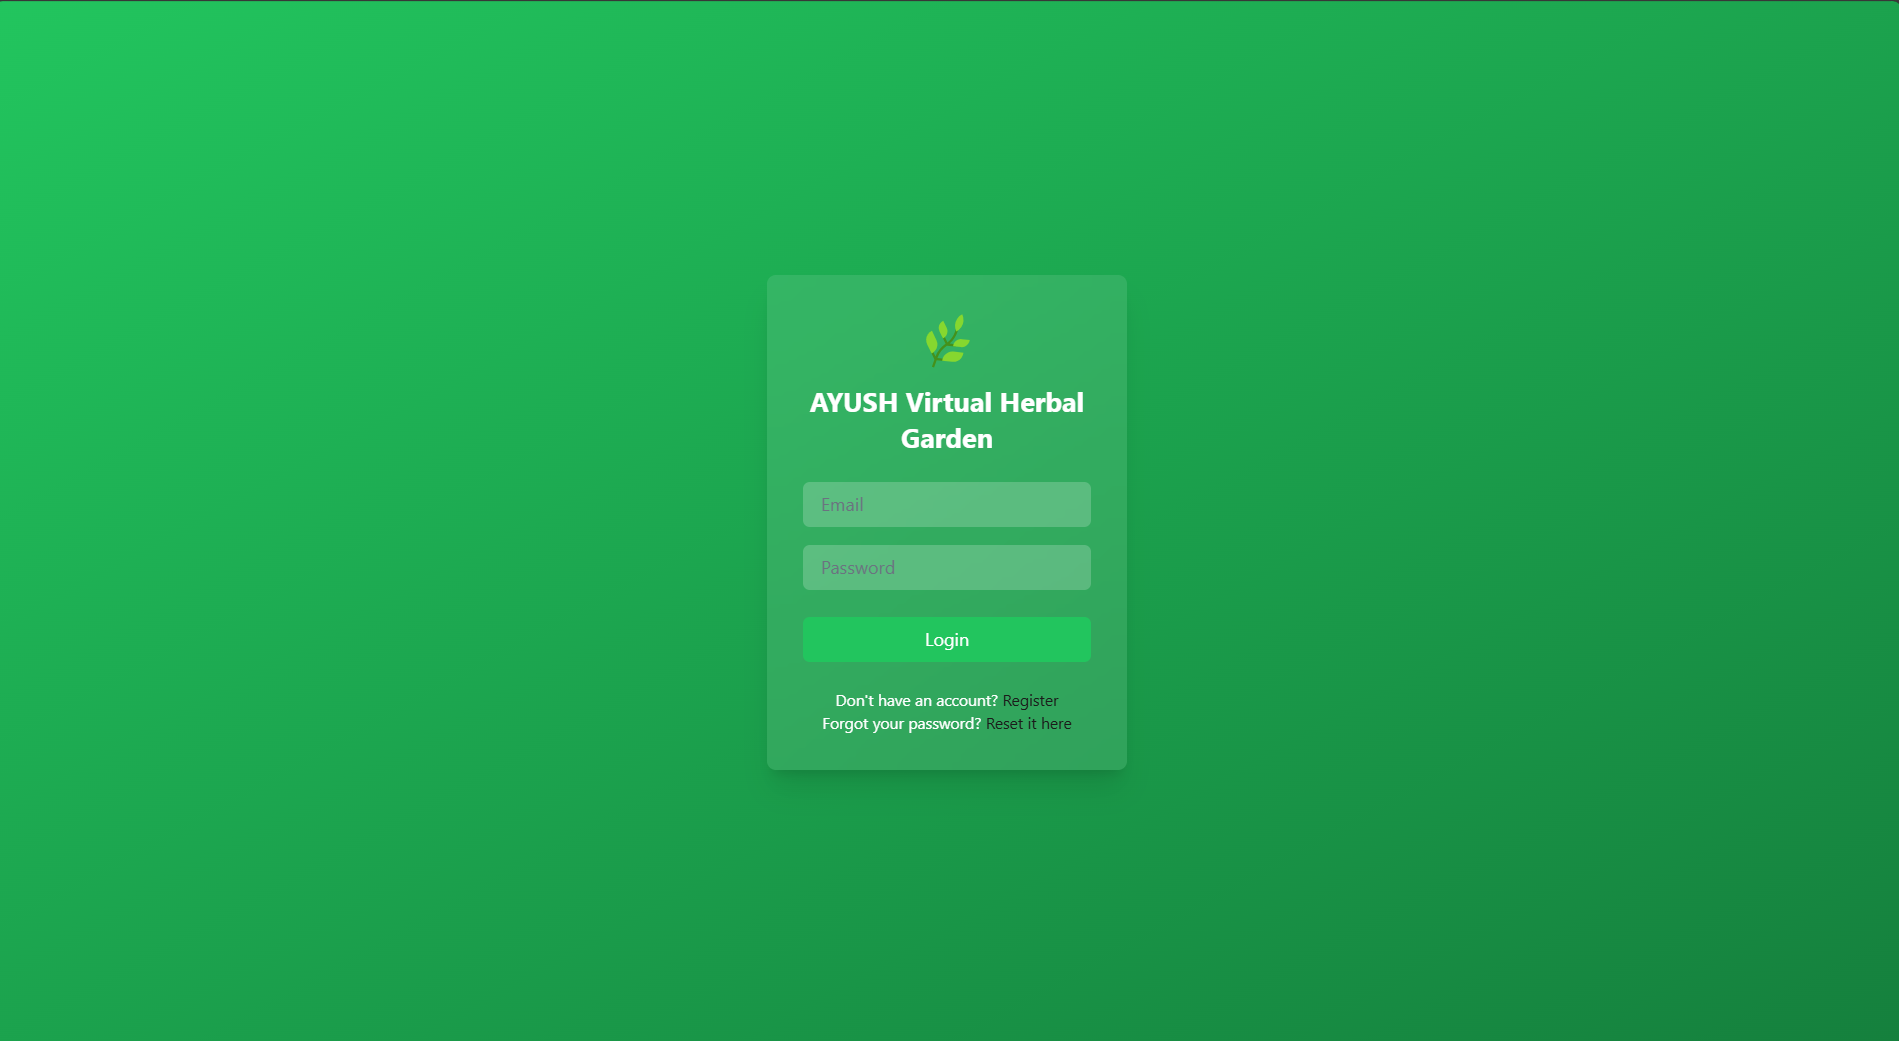 AYUSH Virtual Herbal
Garden
Email
Password
Login
Don't have an account? Register
Forgot your password? Reset it here